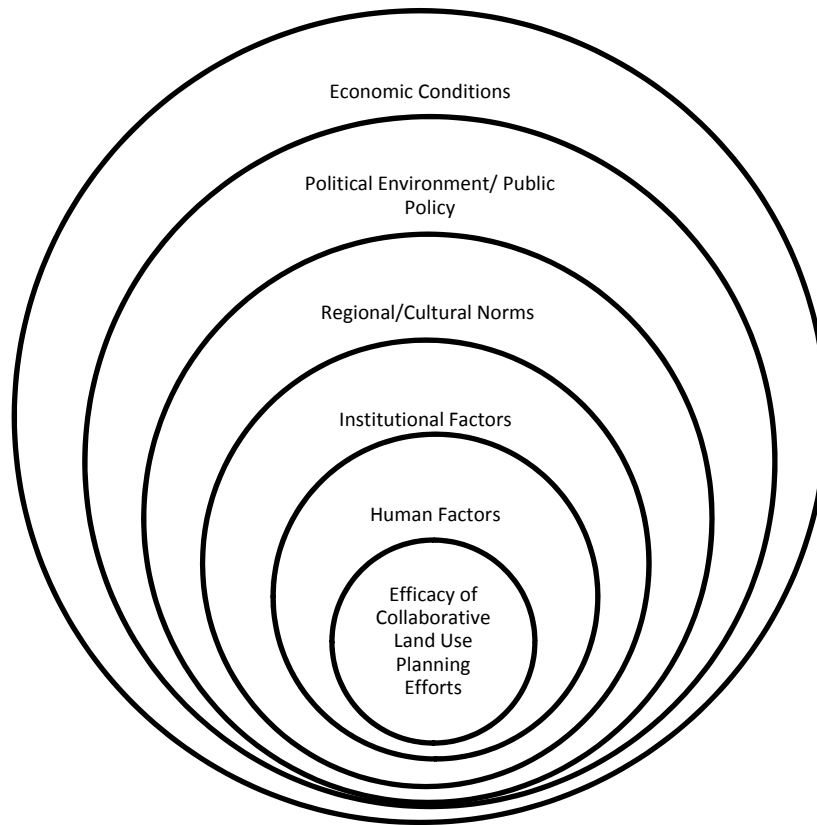 Economic Conditions
Political Environment/ Public
Policy
Regional/Cultural Norms
Institutional Factors
Human Factors
Efficacy of
Collaborative
Land Use
Planning
Efforts